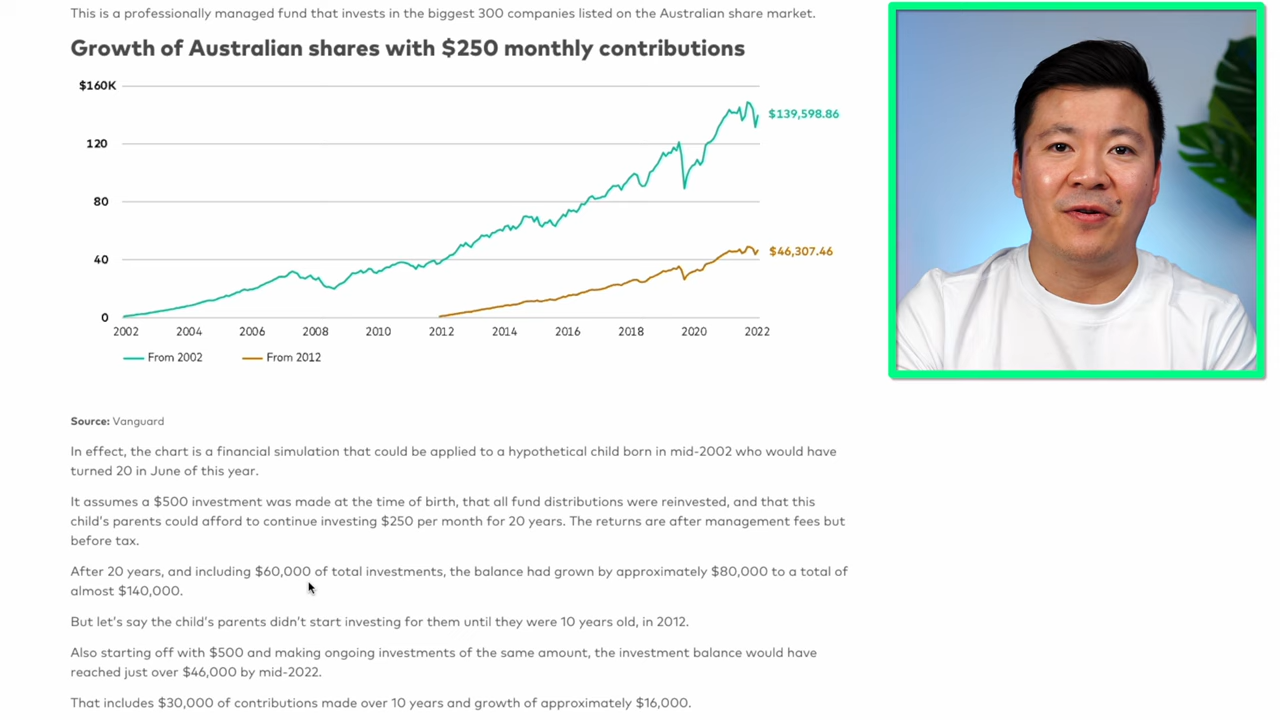 This is a professionally managed fund that invests in the biggest 300 companies listed on the Australian share market.
Growth of Australian shares with $250 monthly contributions
$160K
120
80
40
0
$139,598.86
$46,307.46
2002 2004 2006 2008 2010 2012 2014 2016 2018 2020 2022
From 2002 From 2012
Source: Vanguard
In effect, the chart is a financial simulation that could be applied to a hypothetical child born in mid-2002 who would have
turned 20 in June of this year.
It assumes a $500 investment was made at the time of birth, that all fund distributions were reinvested, and that this
child's parents could afford to continue investing $250 per month for 20 years. The returns are after management fees but
before tax.
After 20 years, and including $60,000 of total investments, the balance had grown by approximately $80,000 to a total of
almost $140,000.
But let's say the child's parents didn't start investing for them until they were 10 years old, in 2012.
Also starting off with $500 and making ongoing investments of the same amount, the investment balance would have
reached just over $46,000 by mid-2022.
That includes $30,000 of contributions made over 10 years and growth of approximately $16,000.